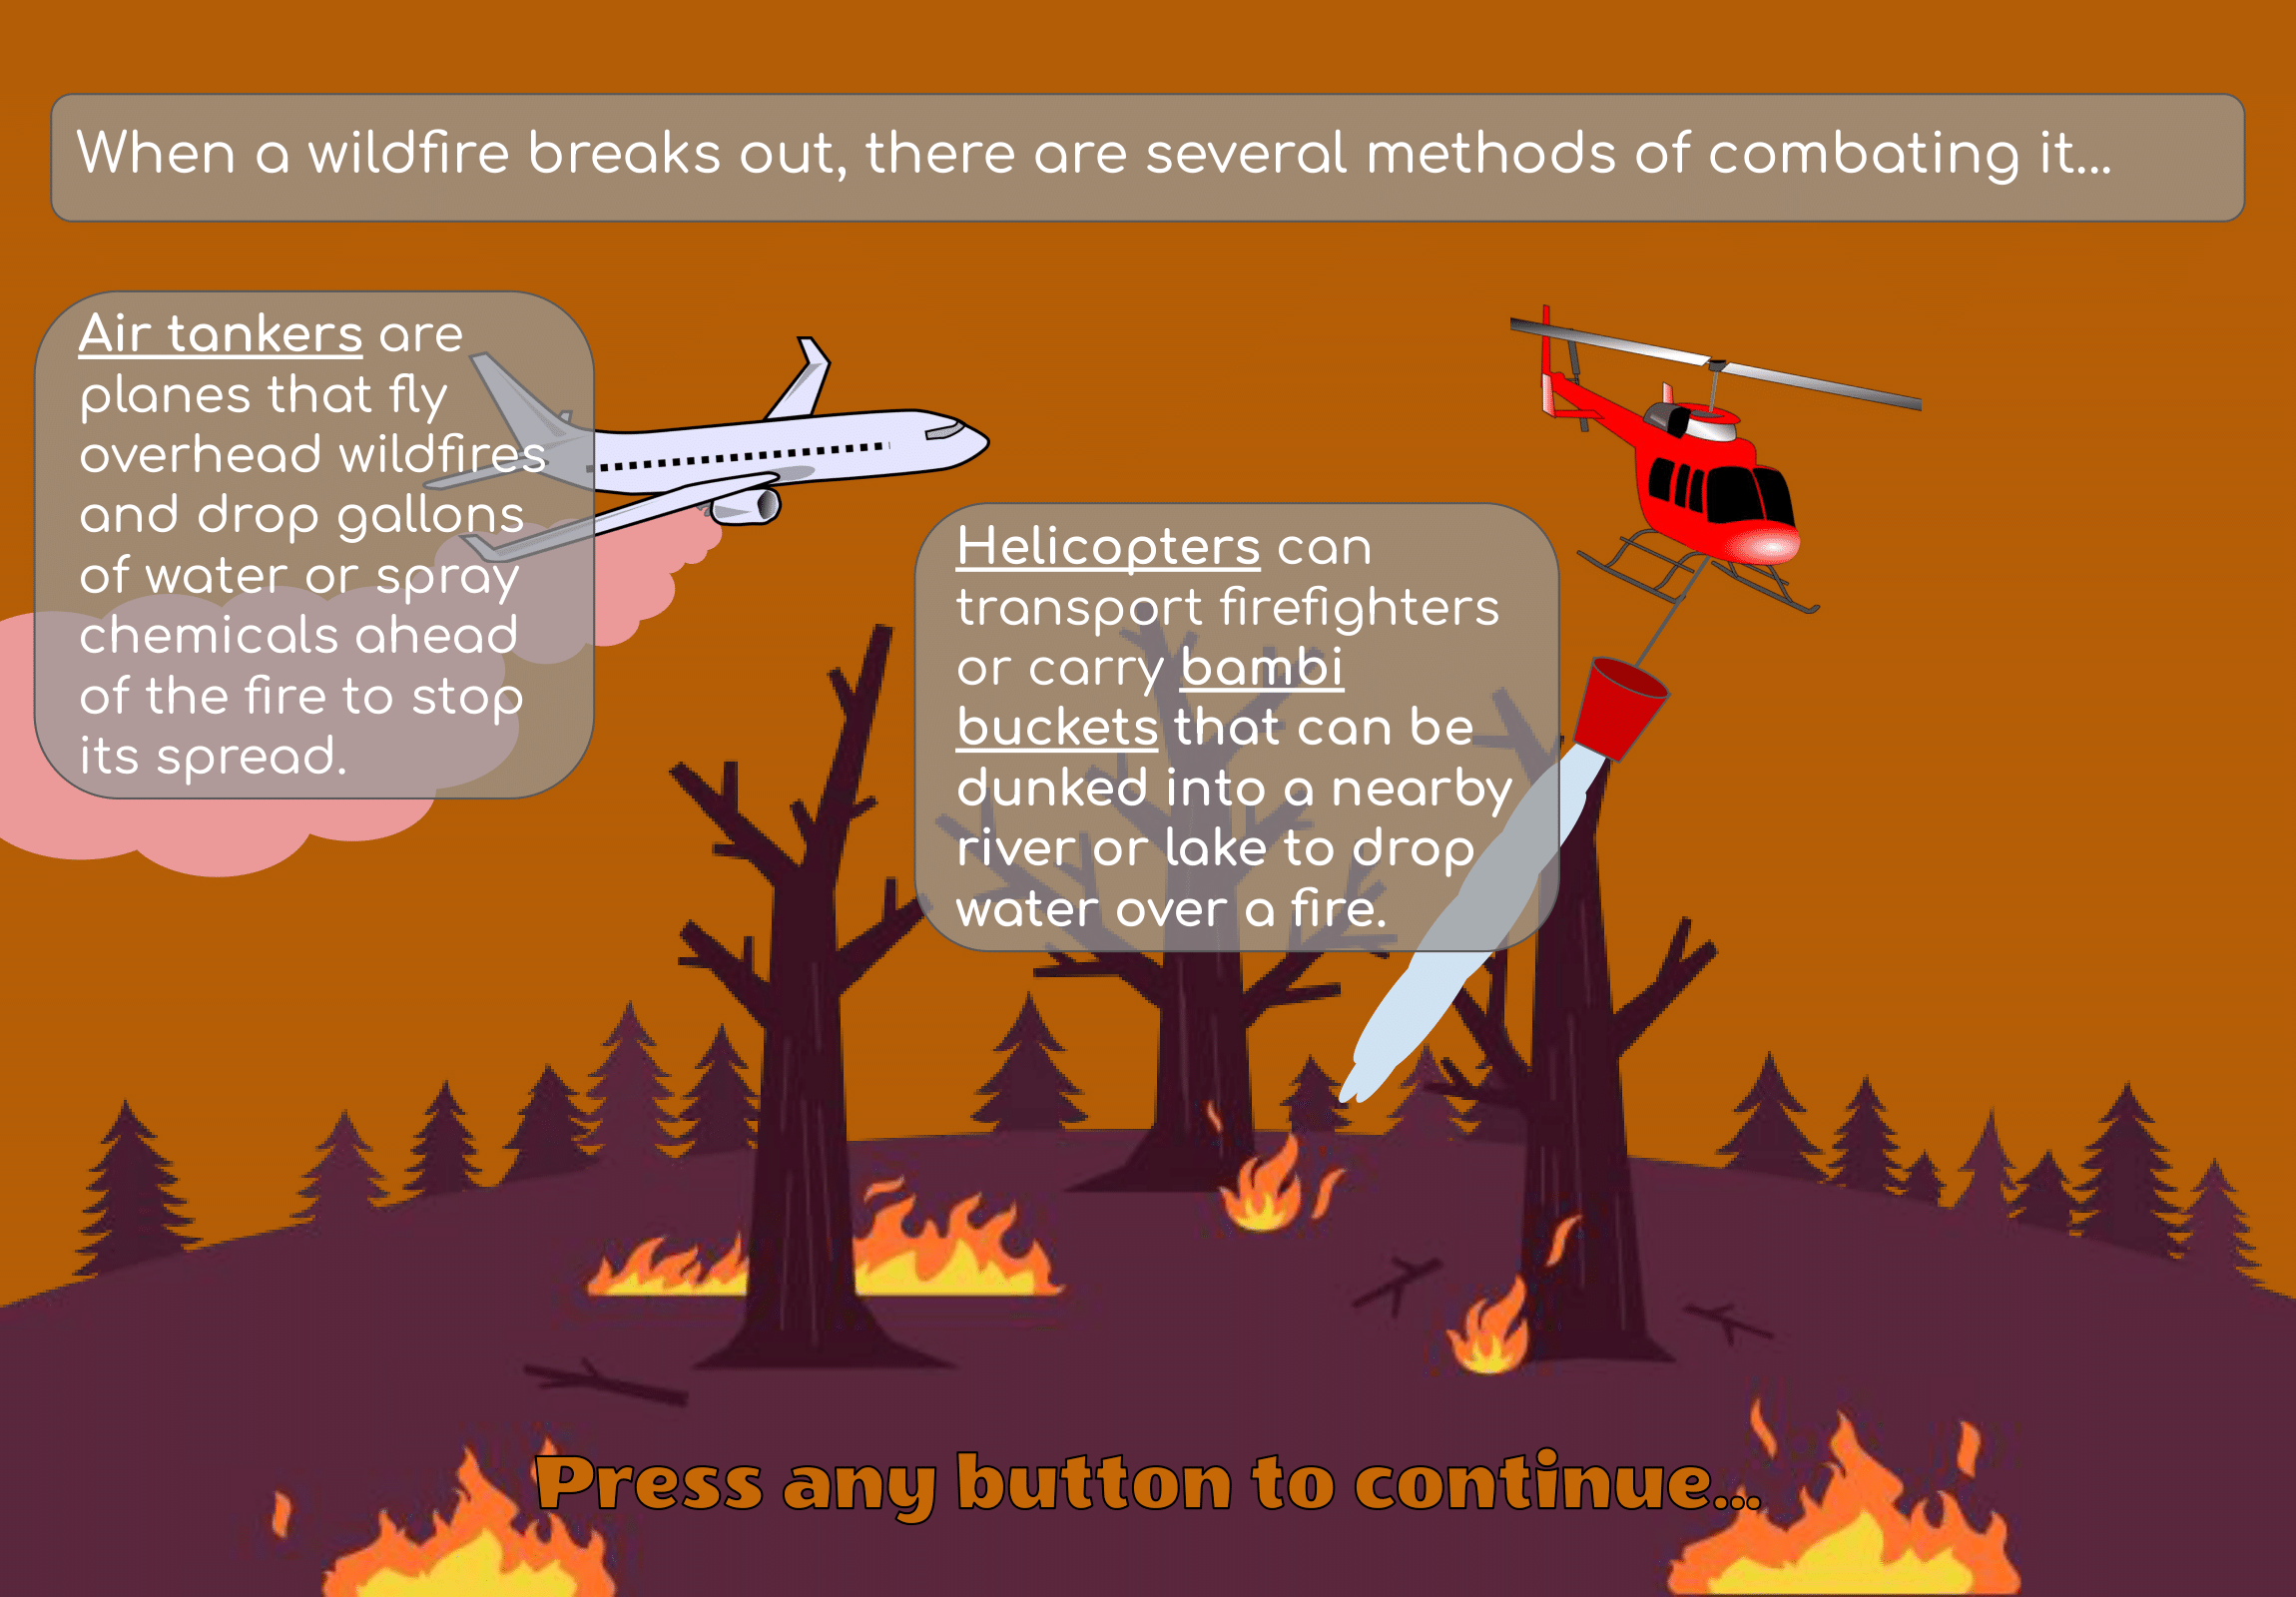 When a wildfire breaks out, there are several methods of combating it...
Air tankers are
planes that fly
overhead wildfires
and drop gallons
of water or spray
chemicals ahead
of the fire to stop
its spread.
Helicopters can
transport firefighters
or carry bambi
buckets that can be
dunked into a nearby
river or lake to drop
water over a fire.
Press any button to continue...